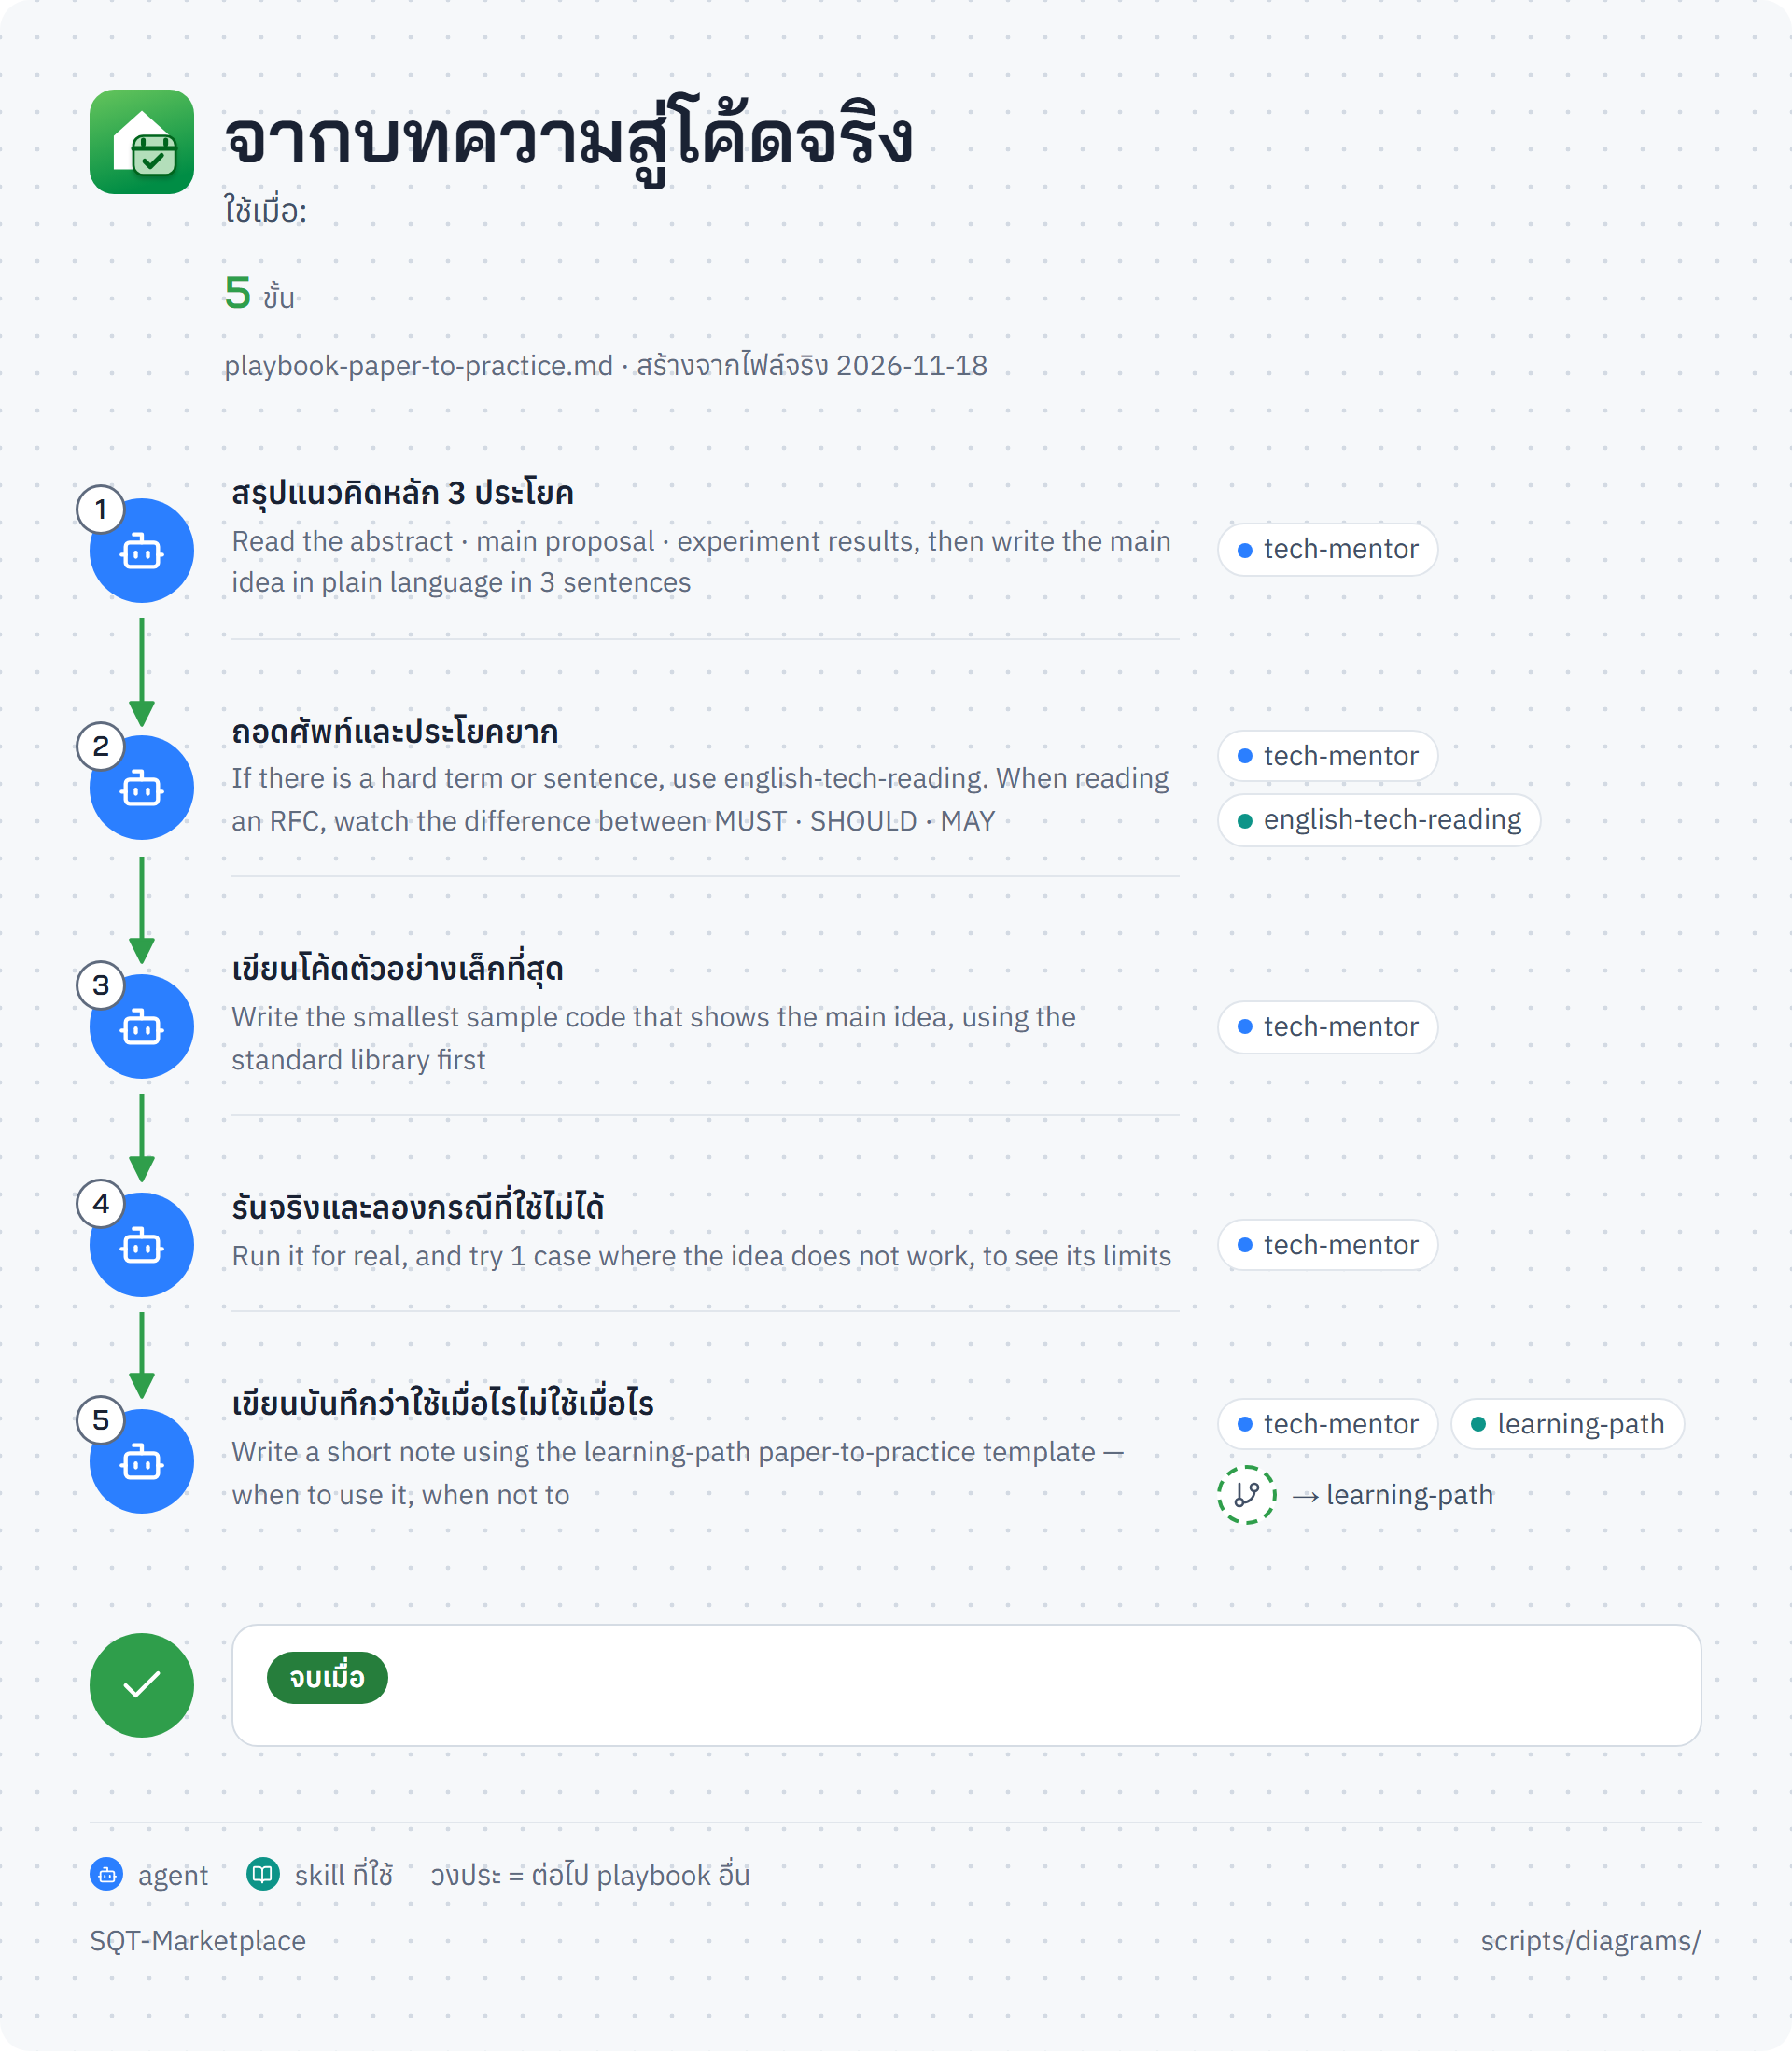 จากบทความสู่โค้ดจริง
ใช้เมื่อ:
5 ขั้น
playbook-paper-to-practice.md · สร้างจากไฟล์จริง 2026-11-18
1
สรุปแนวคิดหลัก 3 ประโยค
Read the abstract · main proposal · experiment results, then write the main
idea in plain language in 3 sentences
tech-mentor
2
ถอดศัพท์และประโยคยาก
If there is a hard term or sentence, use english-tech-reading. When reading
an RFC, watch the difference between MUST · SHOULD · MAY
tech-mentor
english-tech-reading
3
เขียนโค้ดตัวอย่างเล็กที่สุด
Write the smallest sample code that shows the main idea, using the
standard library first
tech-mentor
4
รันจริงและลองกรณีที่ใช้ไม่ได้
Run it for real, and try 1 case where the idea does not work, to see its limits
tech-mentor
5
เขียนบันทึกว่าใช้เมื่อไรไม่ใช้เมื่อไร
Write a short note using the learning-path paper-to-practice template —
when to use it, when not to
tech-mentor learning-path
→ learning-path
จบเมื่อ
agent skill ที่ใช้ วงประ = ต่อไป playbook อื่น
SQT-Marketplace scripts/diagrams/